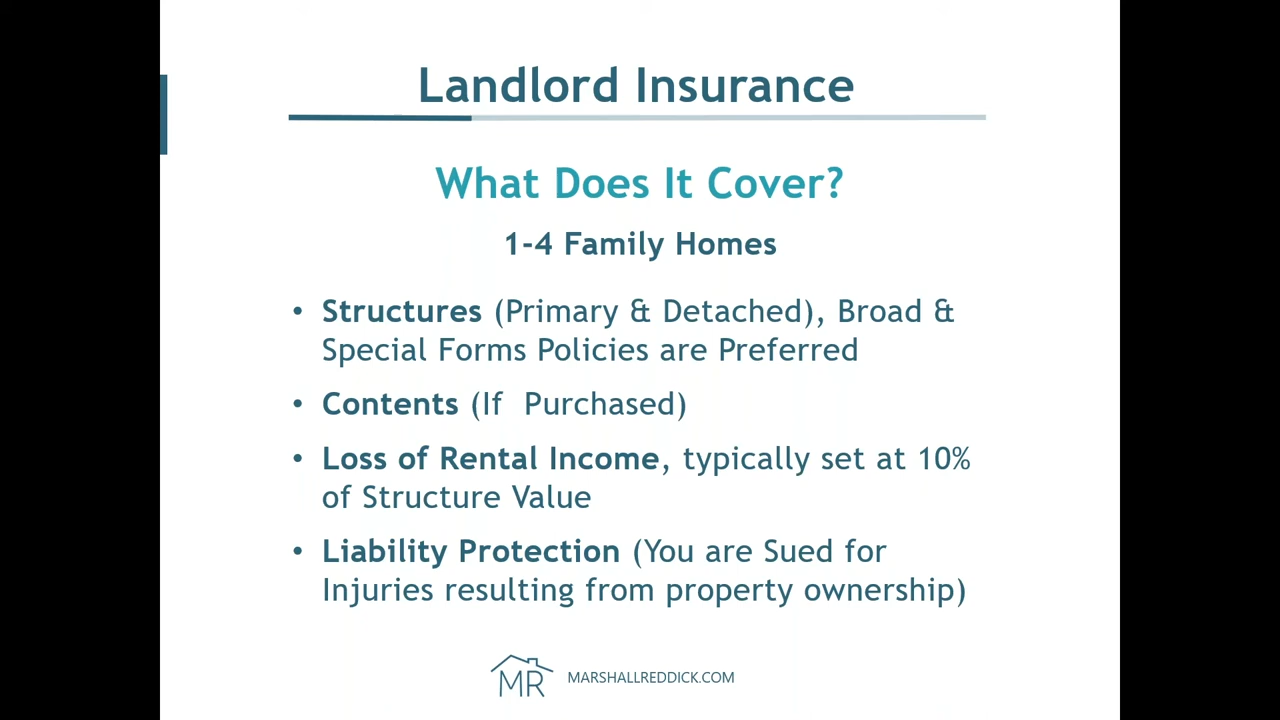 Landlord Insurance
What Does It Cover?
1-4 Family Homes
• Structures (Primary & Detached), Broad &
Special Forms Policies are Preferred
• Contents (If  Purchased)
• Loss of Rental Income, typically set at 10%
of Structure Value
• Liability Protection (You are Sued for
Injuries resulting from property ownership)
MR MARSHALLREDDICK.COM